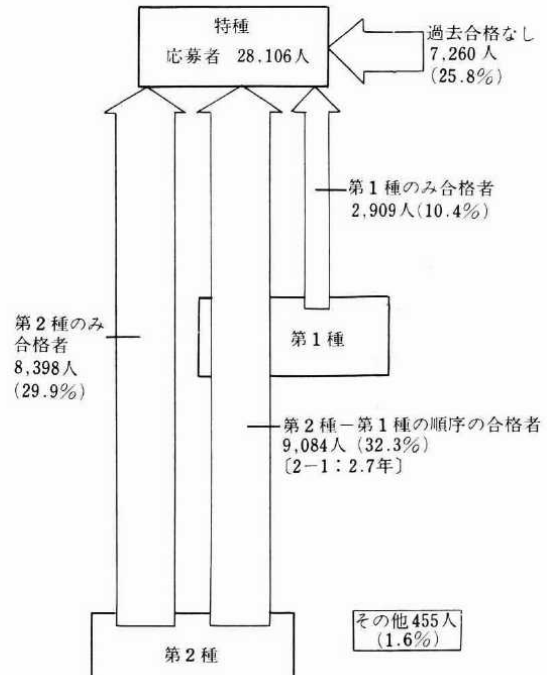 特種
応募者 28.106人
過去合格なし
7,260人
(25.8%)
第1種のみ合格者
2,909人(10.4%)
第1種
第2種のみ
合格者
8,398人
(29.9%)
第2種-第1種の順序の合格者
9,084人 (32.3%)
〔2-1:2.7年〕
その他455人
(1.6%)
第2種